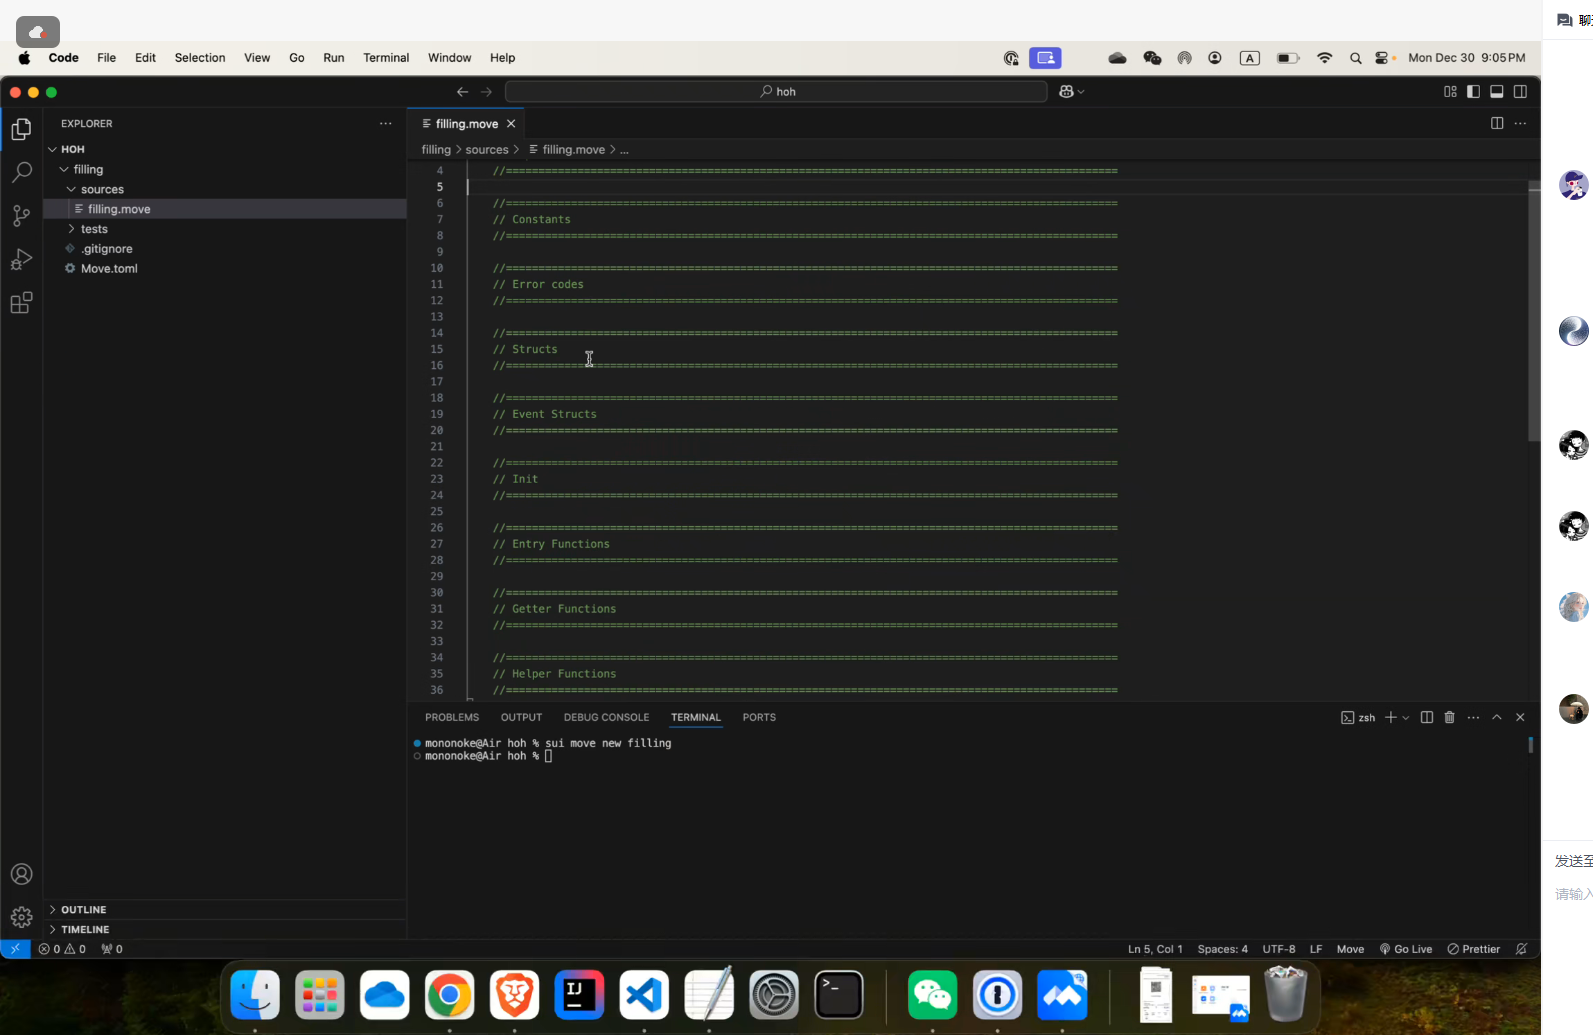 聊
Code File Edit Selection View Go Run Terminal Window Help A Mon Dec 30 9:05 PM
hoh
EXPLORER
HOH
filling
sources
filling.move
tests
.gitignore
Move.toml
OUTLINE
TIMELINE
filling.move
filling > sources > filling.move > ...
4 //==============================================================================================
5
6 //==============================================================================================
7 // Constants
8 //==============================================================================================
9
10 //==============================================================================================
11 // Error codes
12 //==============================================================================================
13
14 //==============================================================================================
15 // Structs
16 //==============================================================================================
17
18 //==============================================================================================
19 // Event Structs
20 //==============================================================================================
21
22 //==============================================================================================
23 // Init
24 //==============================================================================================
25
26 //==============================================================================================
27 // Entry Functions
28 //==============================================================================================
29
30 //==============================================================================================
31 // Getter Functions
32 //==============================================================================================
33
34 //==============================================================================================
35 // Helper Functions
36 //==============================================================================================
PROBLEMS OUTPUT DEBUG CONSOLE TERMINAL PORTS zsh
mononoke@Air hoh % sui move new filling
mononoke@Air hoh %
发送至
请输入
0 0 0 Ln 5, Col 1 Spaces: 4 UTF-8 LF Move Go Live Prettier
IJ